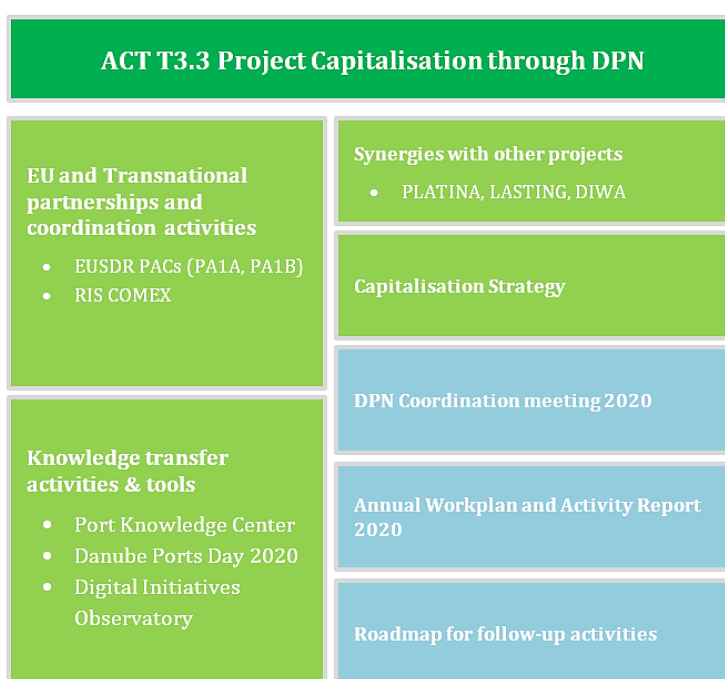 ACT T3.3 Project Capitalisation through DPN
EU and Transnational
partnerships and
coordination activities
• EUSDR PACs (PA1A, PA1B)
• RIS COMEX
Knowledge transfer
activities & tools
• Port Knowledge Center
• Danube Ports Day 2020
• Digital Initiatives
Observatory
Synergies with other projects
• PLATINA, LASTING, DIWA
Capitalisation Strategy
DPN Coordination meeting 2020
Annual Workplan and Activity Report
2020
Roadmap for follow-up activities